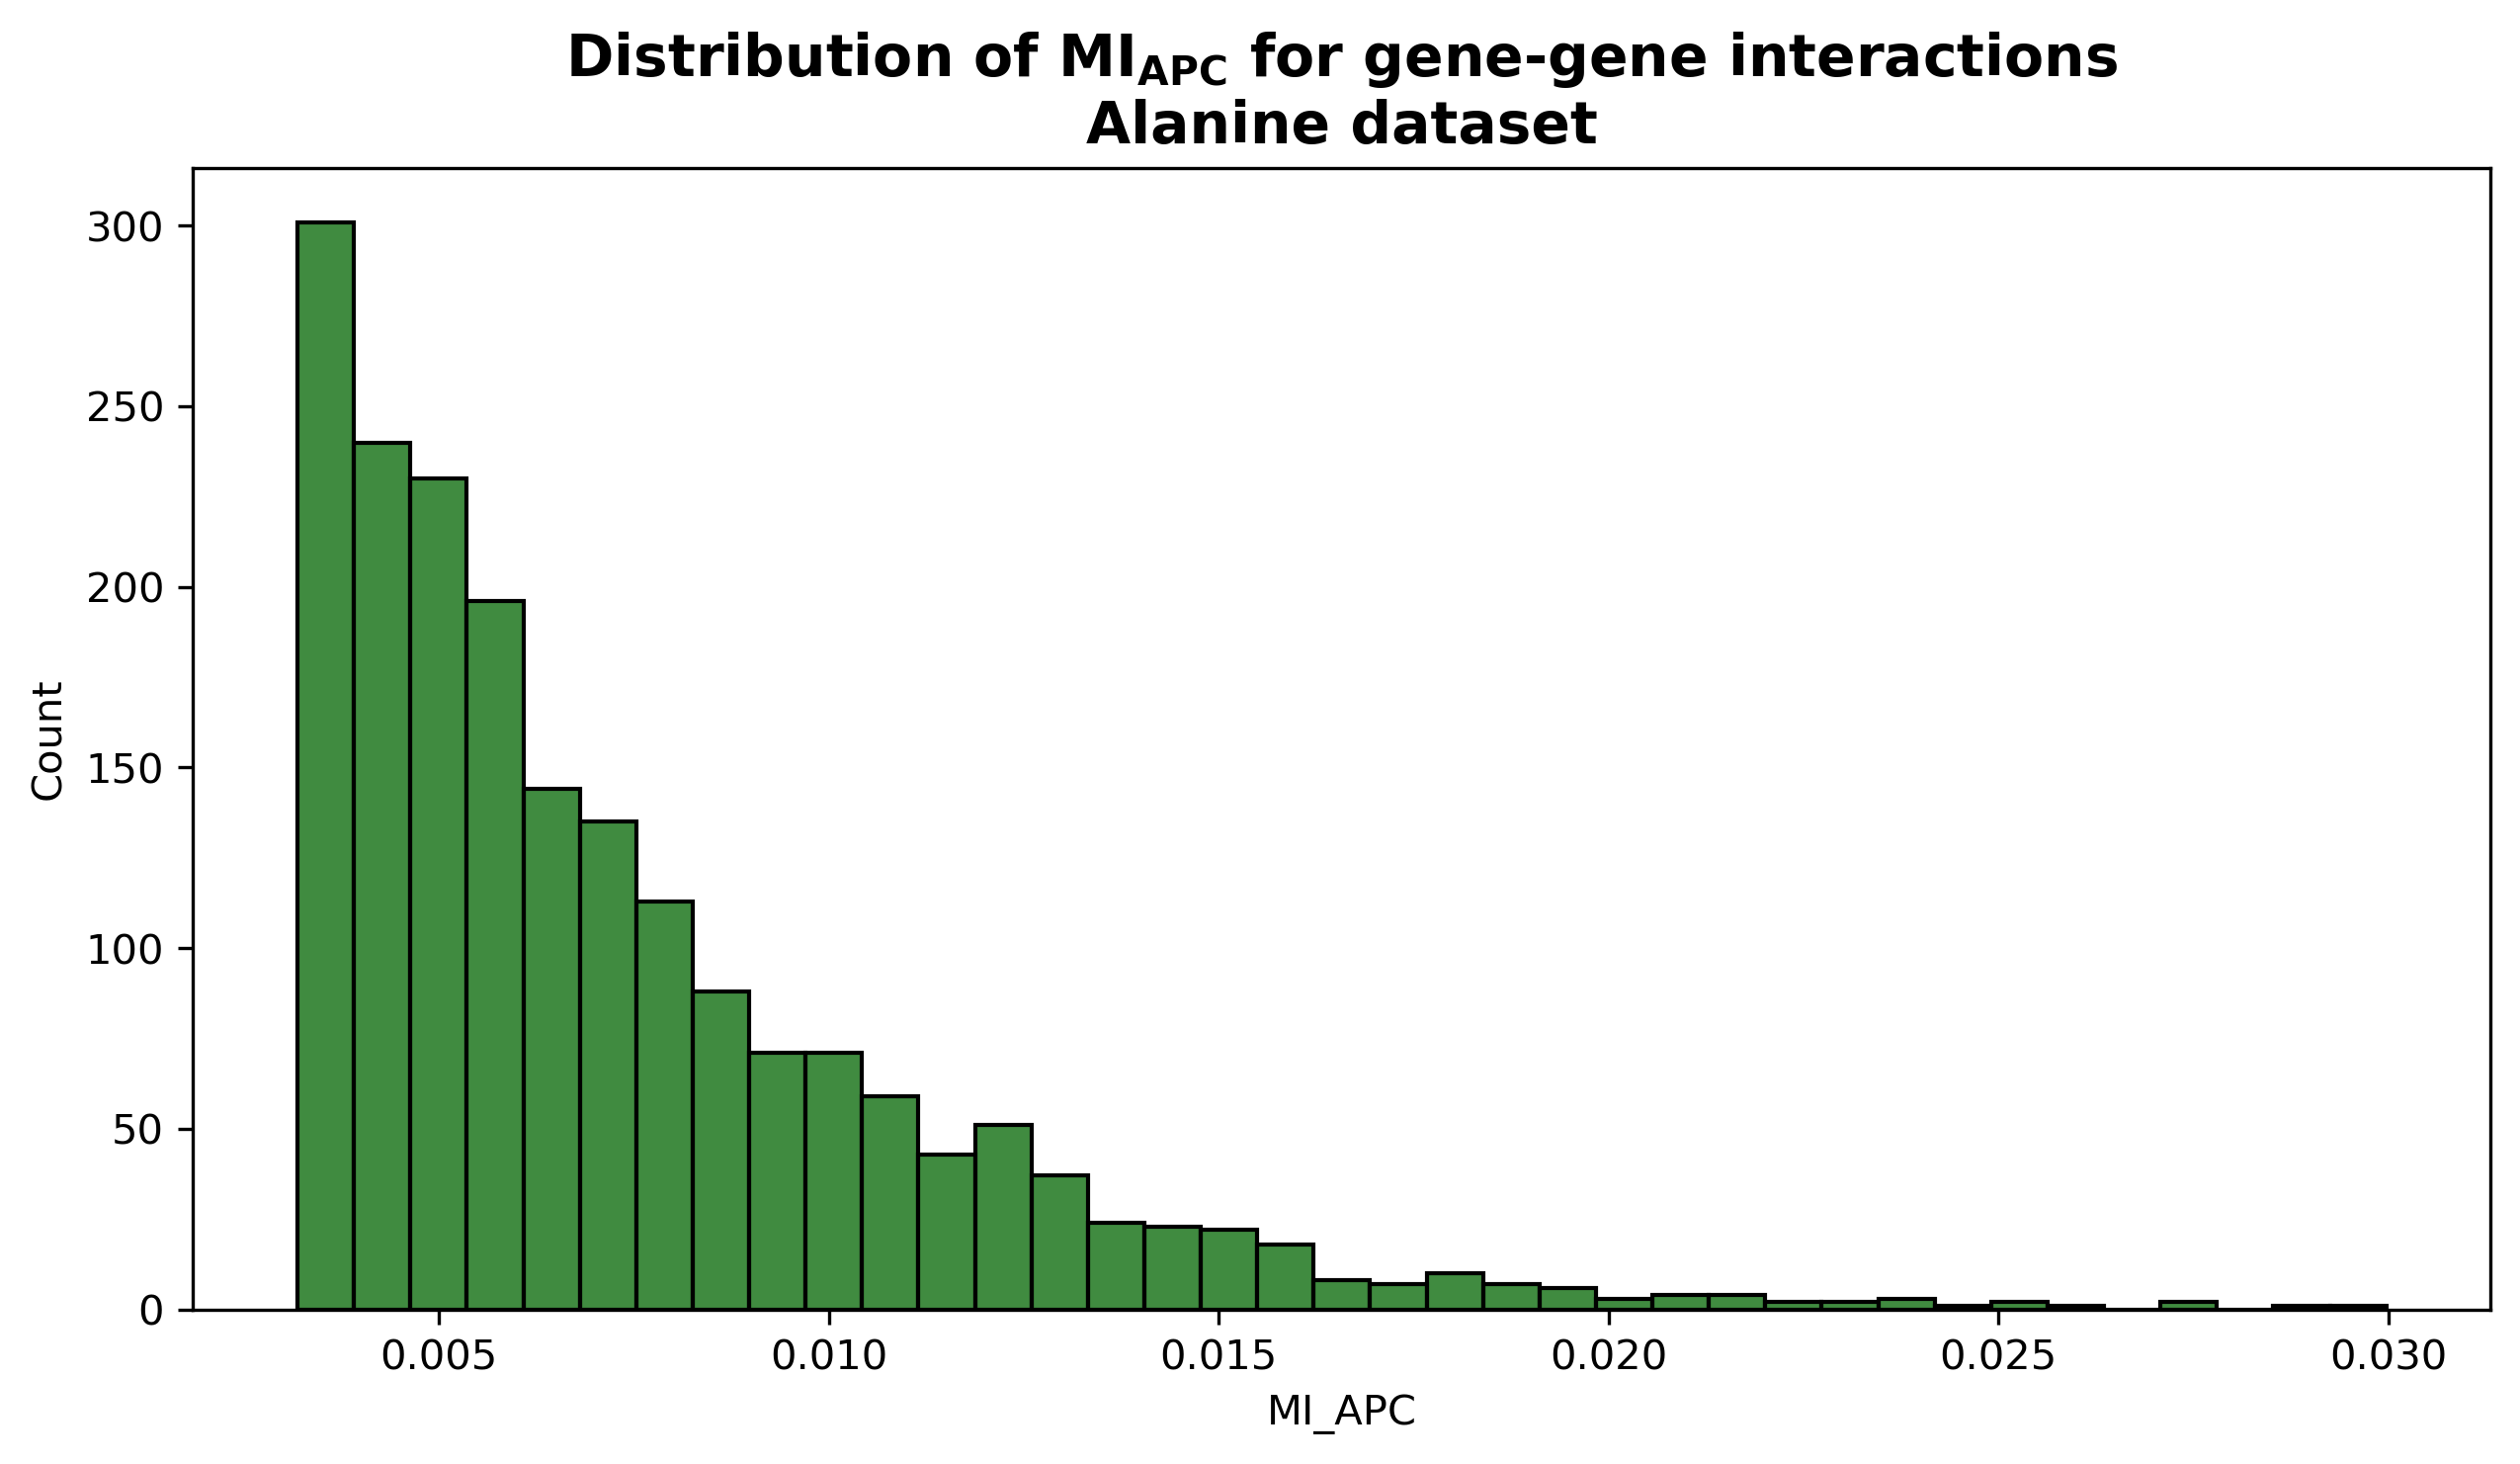 Distribution of MI_APC for gene-gene interactions
Alanine dataset
300
250
200
150
100
50
0
Count
0.005 0.010 0.015 0.020 0.025 0.030
MI_APC